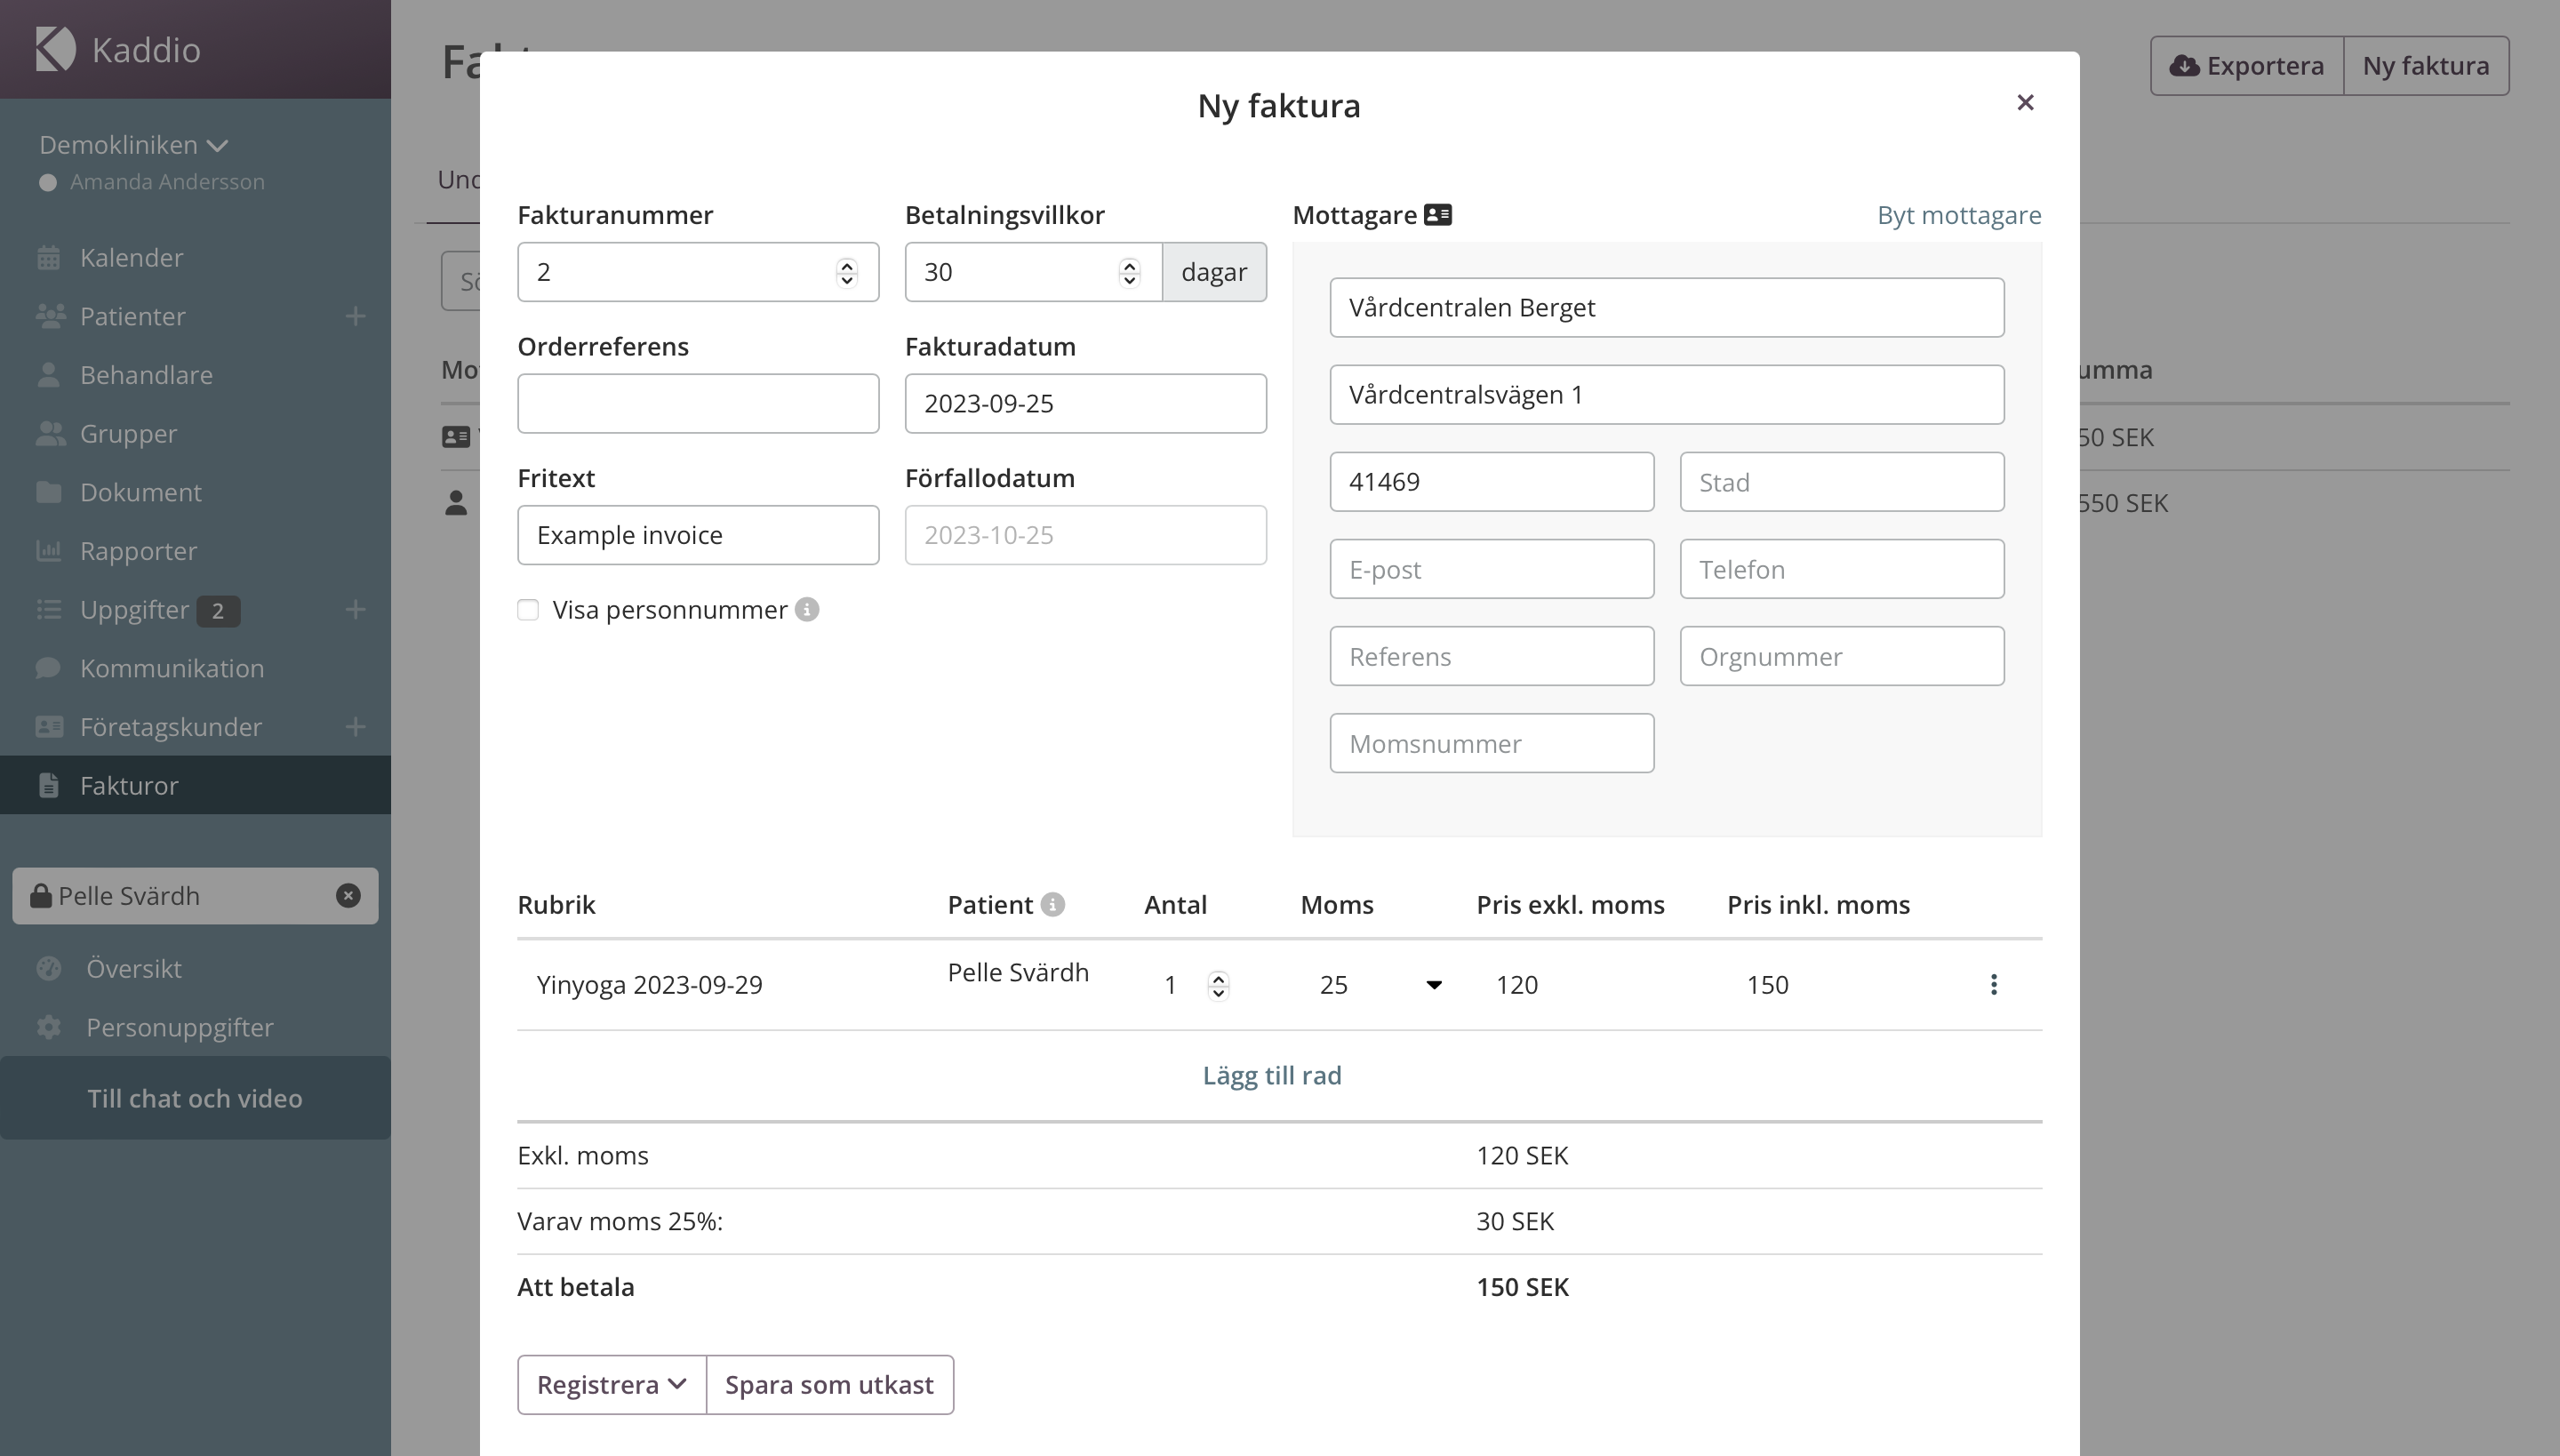 Kaddio
Demokliniken
Amanda Andersson
Kalender
Patienter
Behandlare
Grupper
Dokument
Rapporter
Uppgifter 2
Kommunikation
Företagskunder
Fakturor
Pelle Svärdh
Översikt
Personuppgifter
Till chat och video
Exportera
Ny faktura
umma
50 SEK
550 SEK
Ny faktura
Fakturanummer
2
Betalningsvillkor
30 dagar
Orderreferens
Fakturadatum
2023-09-25
Fritext
Example invoice
Förfallodatum
2023-10-25
Visa personnummer
Mottagare
Byt mottagare
Vårdcentralen Berget
Vårdcentralsvägen 1
41469 Stad
E-post Telefon
Referens Orgnummer
Momsnummer
Rubrik Patient Antal Moms Pris exkl. moms Pris inkl. moms
Yinyoga 2023-09-29 Pelle Svärdh 1 25 120 150
Lägg till rad
Exkl. moms 120 SEK
Varav moms 25%: 30 SEK
Att betala 150 SEK
Registrera Spara som utkast